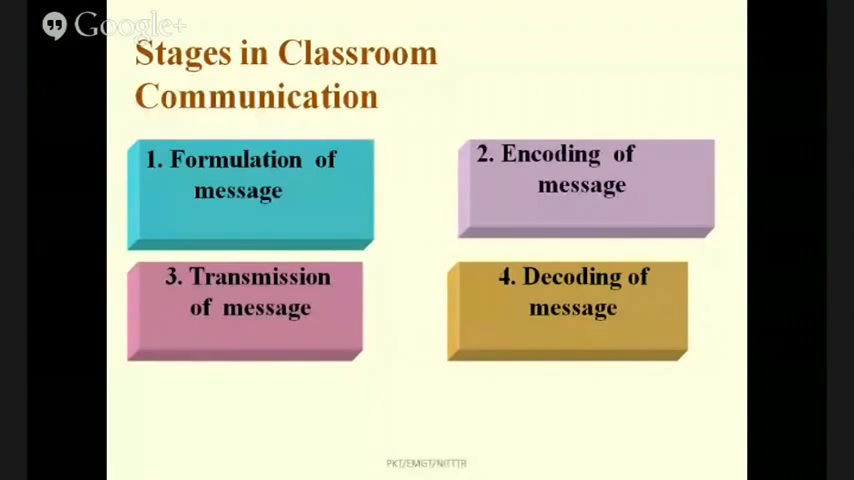 Google+
Stages in Classroom
Communication
1. Formulation of
message
2. Encoding of
message
3. Transmission
of message
4. Decoding of
message
PKT/EMGT/NITTTR